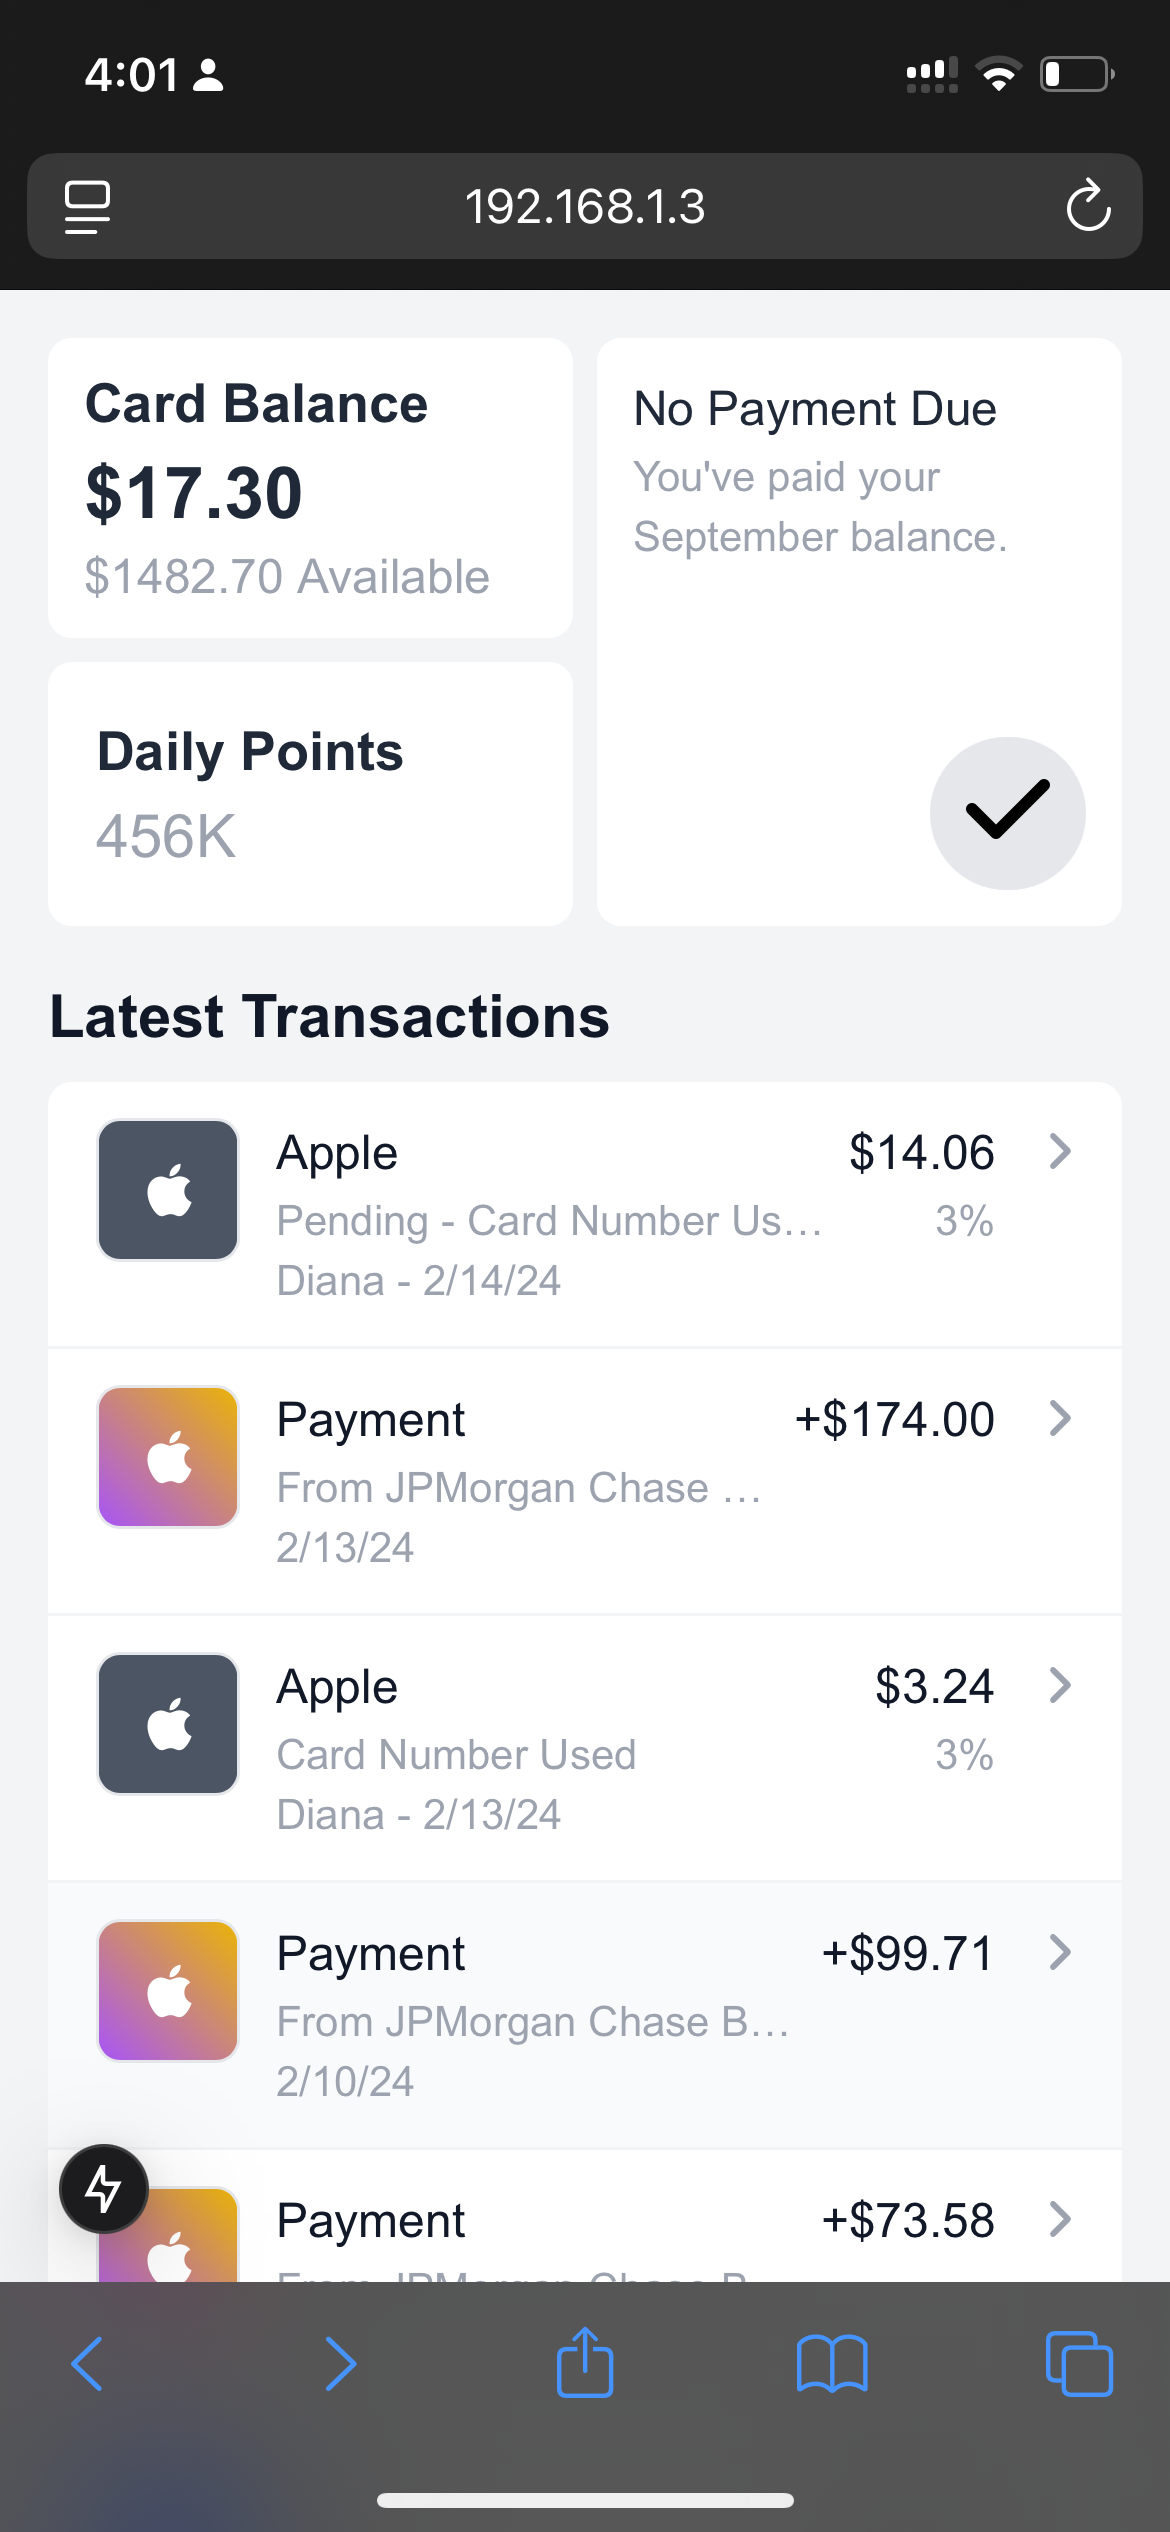 4:01
192.168.1.3
Card Balance
$17.30
$1482.70 Available
No Payment Due
You've paid your
September balance.
Daily Points
456K
Latest Transactions
Apple $14.06
Pending - Card Number Us... 3%
Diana - 2/14/24
Payment +$174.00
From JPMorgan Chase ...
2/13/24
Apple $3.24
Card Number Used 3%
Diana - 2/13/24
Payment +$99.71
From JPMorgan Chase B...
2/10/24
Payment +$73.58
From JPMorgan Chase B